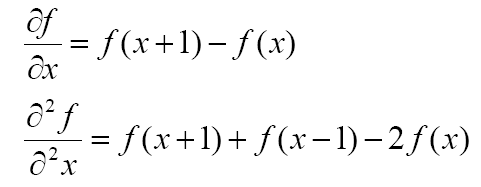 ∂f/∂x = f(x+1) − f(x)
∂²f/∂²x = f(x+1) + f(x−1) − 2f(x)